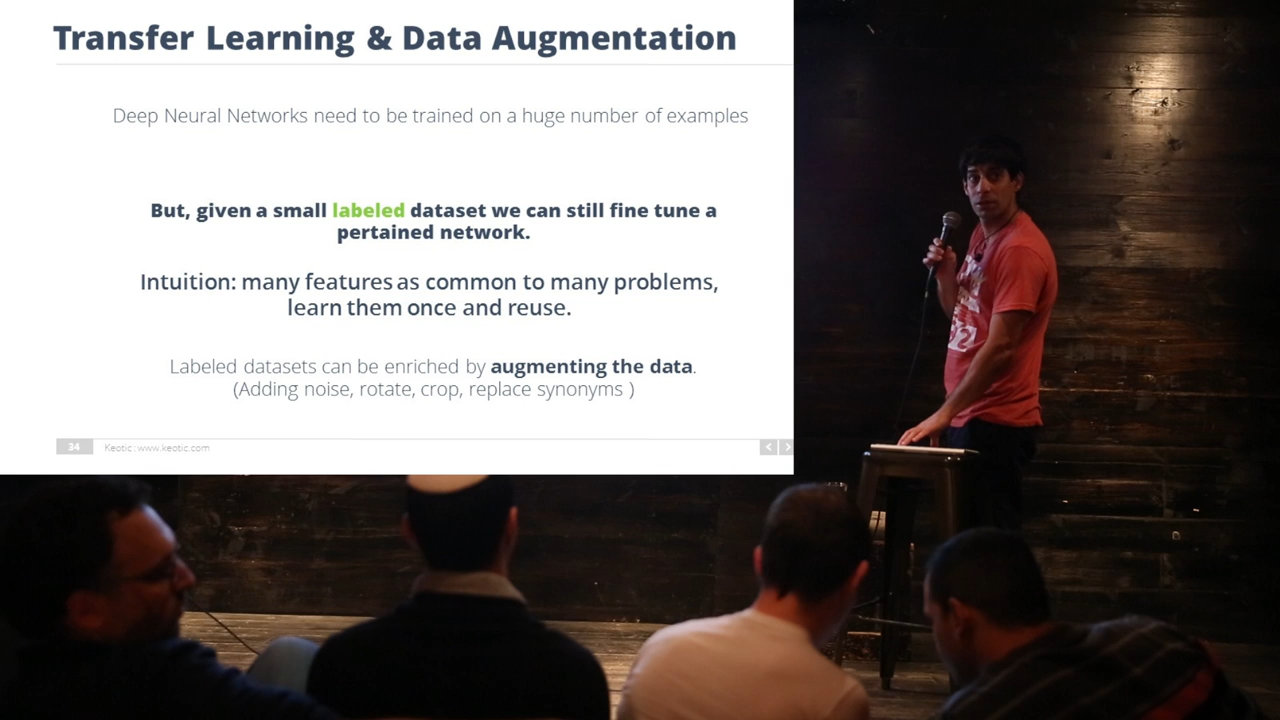 Transfer Learning & Data Augmentation
Deep Neural Networks need to be trained on a huge number of examples
But, given a small labeled dataset we can still fine tune a
pertained network.
Intuition: many features as common to many problems,
learn them once and reuse.
Labeled datasets can be enriched by augmenting the data.
(Adding noise, rotate, crop, replace synonyms )
34
Keotic : www.keotic.com